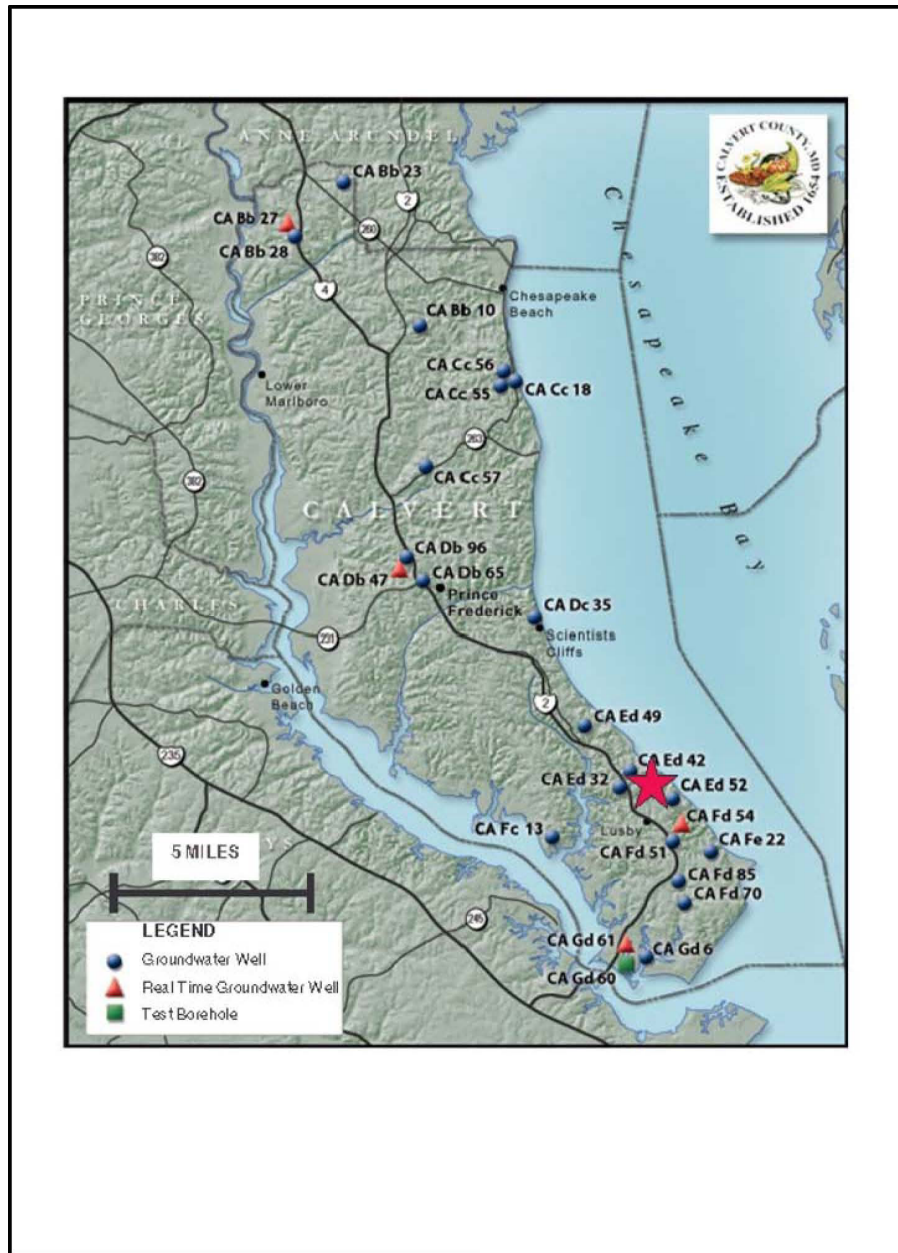 ANNE ARUNDEL
CALVERT COUNTY, MD
ESTABLISHED 1654
CA Bb 23
2
CA Bb 27
260
CA Bb 28
382
4
PRINCE
GEORGES
Chesapeake Bay
Chesapeake
Beach
CA Bb 10
CA Cc 56
CA Cc 55
CA Cc 18
Lower
Marlboro
263
CA Cc 57
382
CALVERT
CA Db 96
CA Db 47
CA Db 65
Prince
Frederick
CHARLES
CA Dc 35
231
Scientists
Cliffs
Golden
Beach
2
CA Ed 49
235
CA Ed 42
CA Ed 32
CA Ed 52
CA Fd 54
Lusby
CA Fc 13
CA Fe 22
CA Fd 51
5 MILES
YS
CA Fd 85
CA Fd 70
245
CA Gd 61
CA Gd 6
CA Gd 60
LEGEND
Groundwater Well
Real Time Groundwater Well
Test Borehole